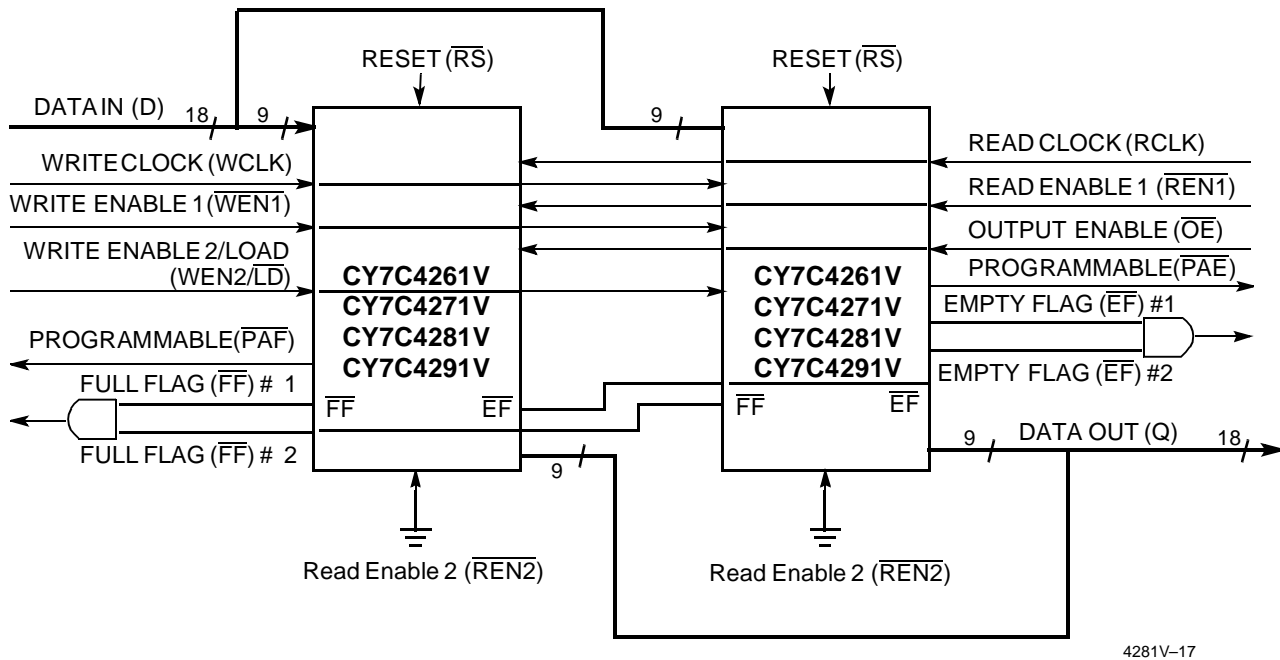 RESET (RS)
RESET (RS)
DATA IN (D)
18
9
9
WRITE CLOCK (WCLK)
READ CLOCK (RCLK)
WRITE ENABLE 1 (WEN1)
READ ENABLE 1 (REN1)
WRITE ENABLE 2/LOAD
(WEN2/LD)
OUTPUT ENABLE (OE)
PROGRAMMABLE (PAE)
CY7C4261V
CY7C4271V
CY7C4281V
CY7C4291V
CY7C4261V
CY7C4271V
CY7C4281V
CY7C4291V
EMPTY FLAG (EF) #1
EMPTY FLAG (EF) #2
PROGRAMMABLE (PAF)
FULL FLAG (FF) # 1
FULL FLAG (FF) # 2
FF
EF
FF
EF
9
DATA OUT (Q)
18
9
Read Enable 2 (REN2)
Read Enable 2 (REN2)
4281V–17